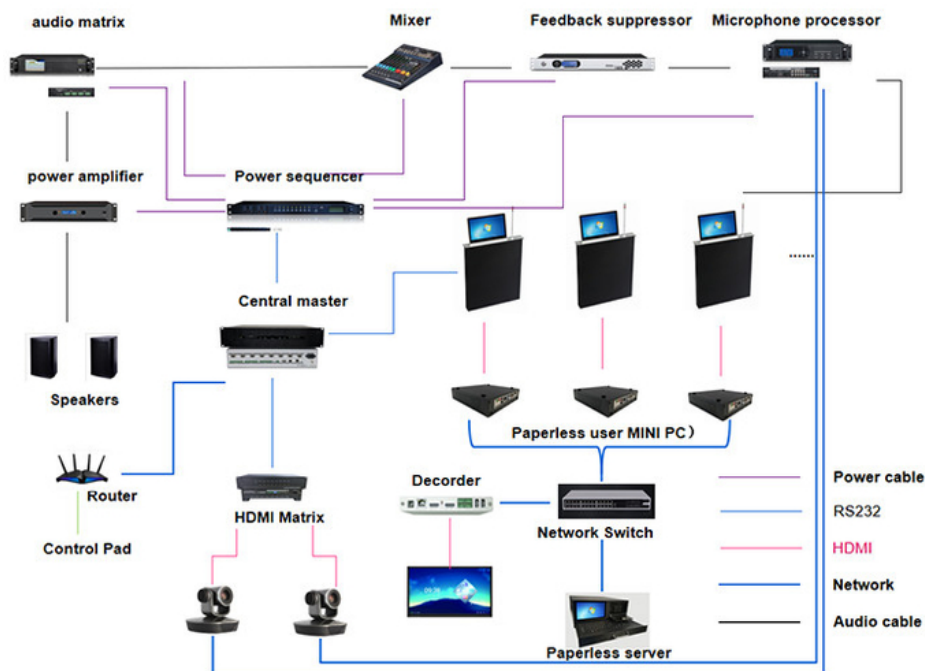 audio matrix
Mixer
Feedback suppressor
Microphone processor
power amplifier
Power sequencer
Central master
Speakers
Paperless user MINI PC）
Router
Decorder
HDMI Matrix
Network Switch
Control Pad
Paperless server
Power cable
RS232
HDMI
Network
Audio cable